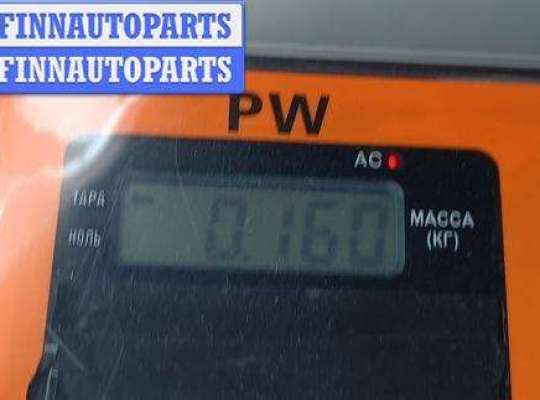 FINNAUTOPARTS
FINNAUTOPARTS
PW
AC
ТАРА
НОЛЬ
0.160
МАССА
(КГ)